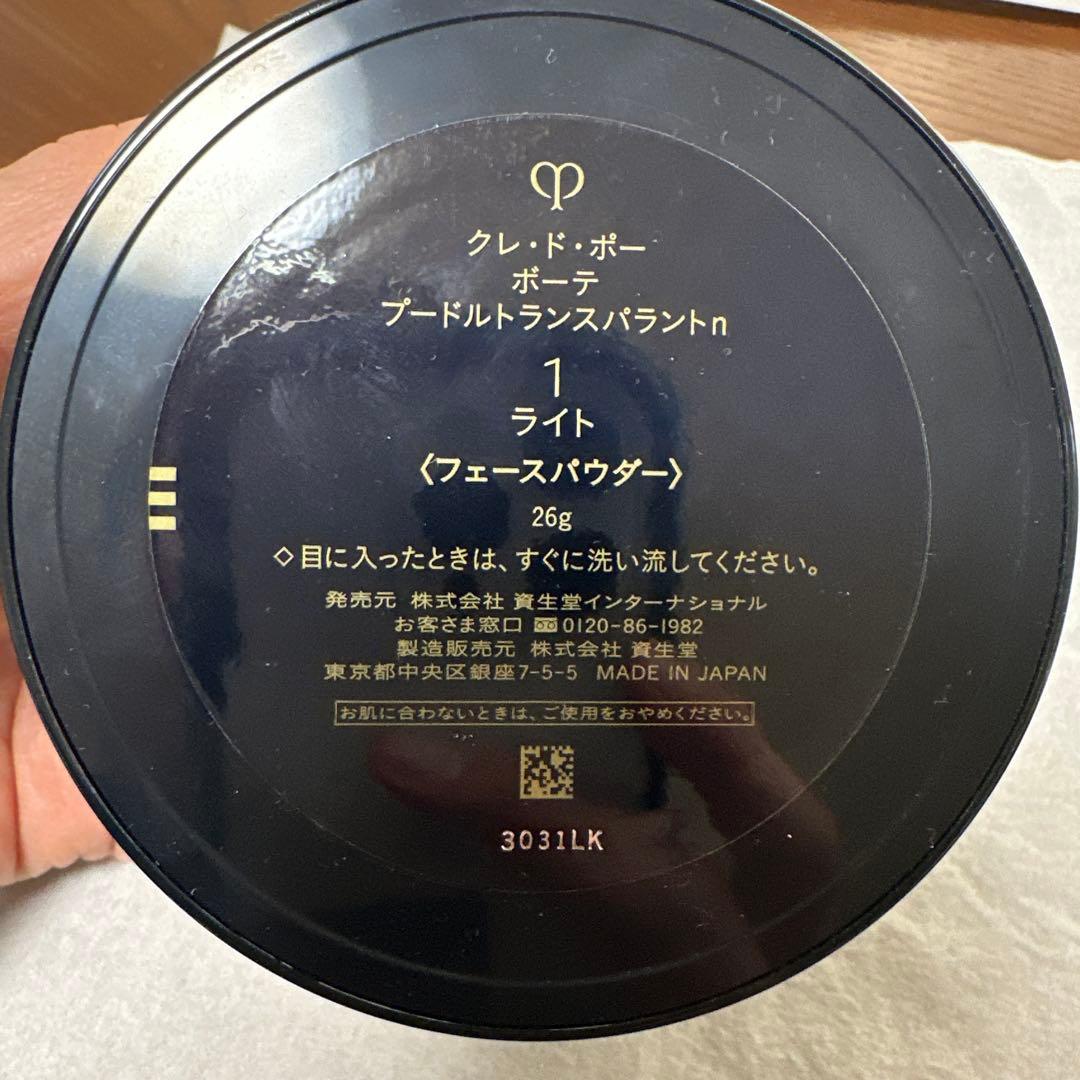 クレ・ド・ポー
ボーテ
プードルトランスパラントn
1
ライト
〈フェースパウダー〉
26g
◇目に入ったときは、すぐに洗い流してください。
発売元 株式会社 資生堂インターナショナル
お客さま窓口 0120-86-1982
製造販売元 株式会社 資生堂
東京都中央区銀座7-5-5 MADE IN JAPAN
お肌に合わないときは、ご使用をおやめください。
3031LK